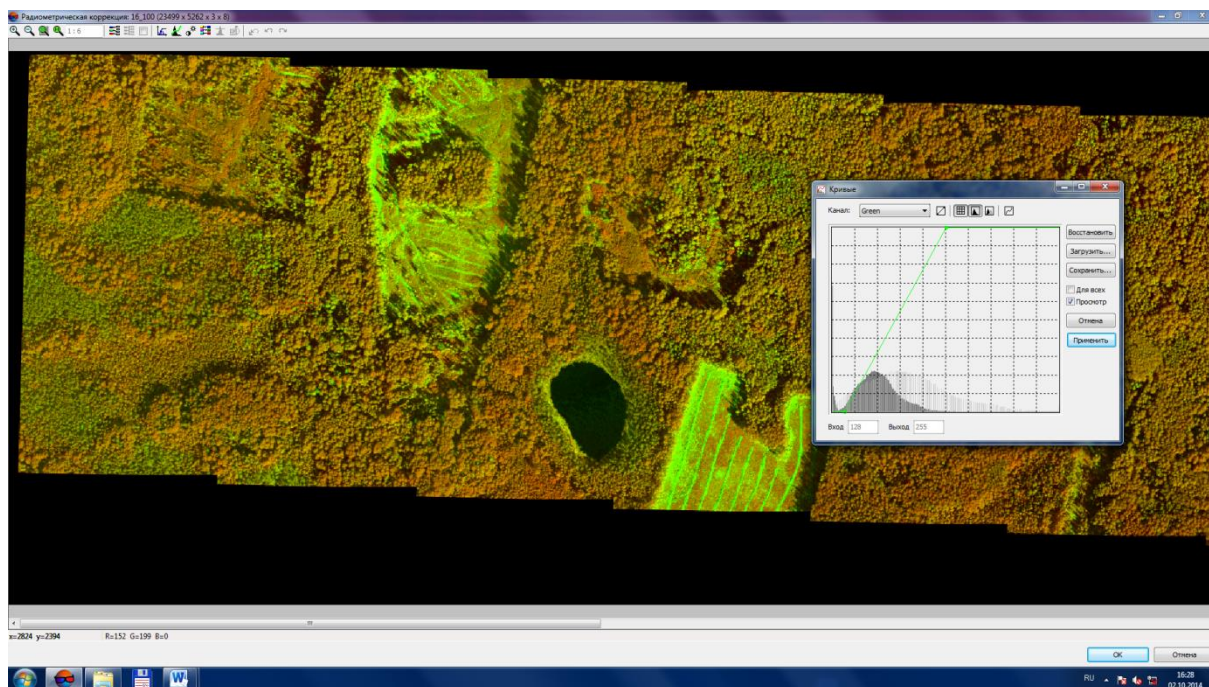 Радиометрическая коррекция: 16_100 (23499 x 5262 x 3 x 8)
1:6
Кривые
Канал: Green
Восстановить
Загрузить...
Сохранить...
Для всех
Просмотр
Отмена
Применить
Вход 128 Выход 255
x=2824 y=2394 R=152 G=199 B=0
OK Отмена
W
RU 16:28
02.10.2014